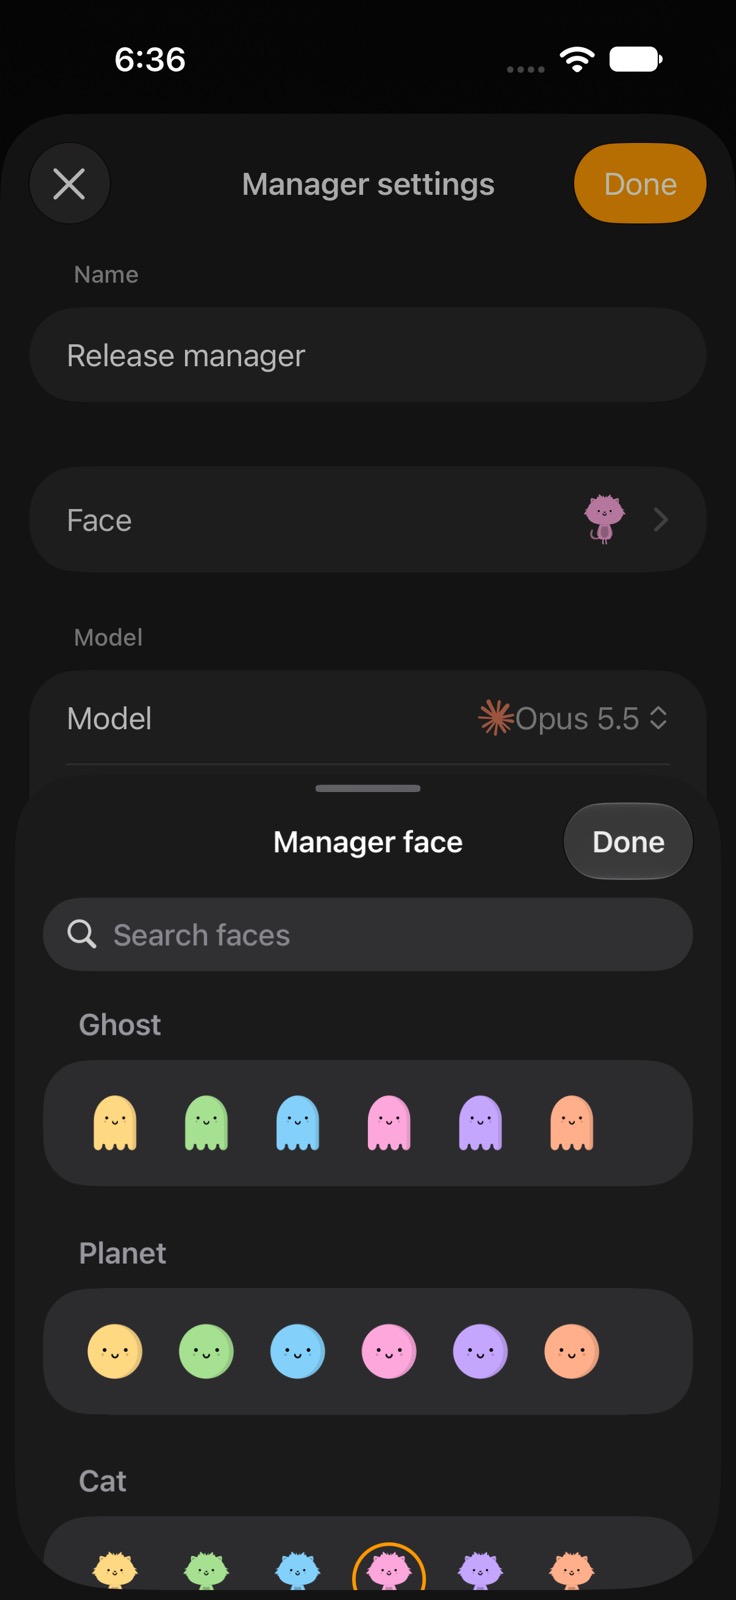 6:36
Manager settings
Done
Name
Release manager
Face
Model
Model
Opus 5.5
Manager face
Done
Search faces
Ghost
Planet
Cat